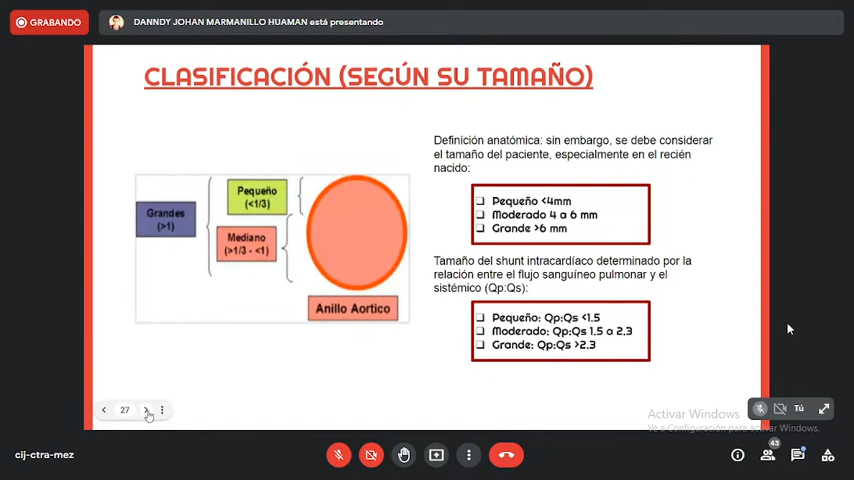 GRABANDO
DANNDY JOHAN MARMANILLO HUAMAN está presentando
CLASIFICACIÓN (SEGÚN SU TAMAÑO)
Grandes
(>1)
Pequeño
(<1/3)
Mediano
(>1/3 - <1)
Anillo Aortico
Definición anatómica: sin embargo, se debe considerar
el tamaño del paciente, especialmente en el recién
nacido:
❑ Pequeño <4mm
❑ Moderado 4 a 6 mm
❑ Grande >6 mm
Tamaño del shunt intracardíaco determinado por la
relación entre el flujo sanguíneo pulmonar y el
sistémico (Qp:Qs):
❑ Pequeño: Qp:Qs <1.5
❑ Moderado: Qp:Qs 1.5 a 2.3
❑ Grande: Qp:Qs >2.3
27
Activar Windows
Ve a Configuración para activar Windows.
Tú
cij-ctra-mez
43